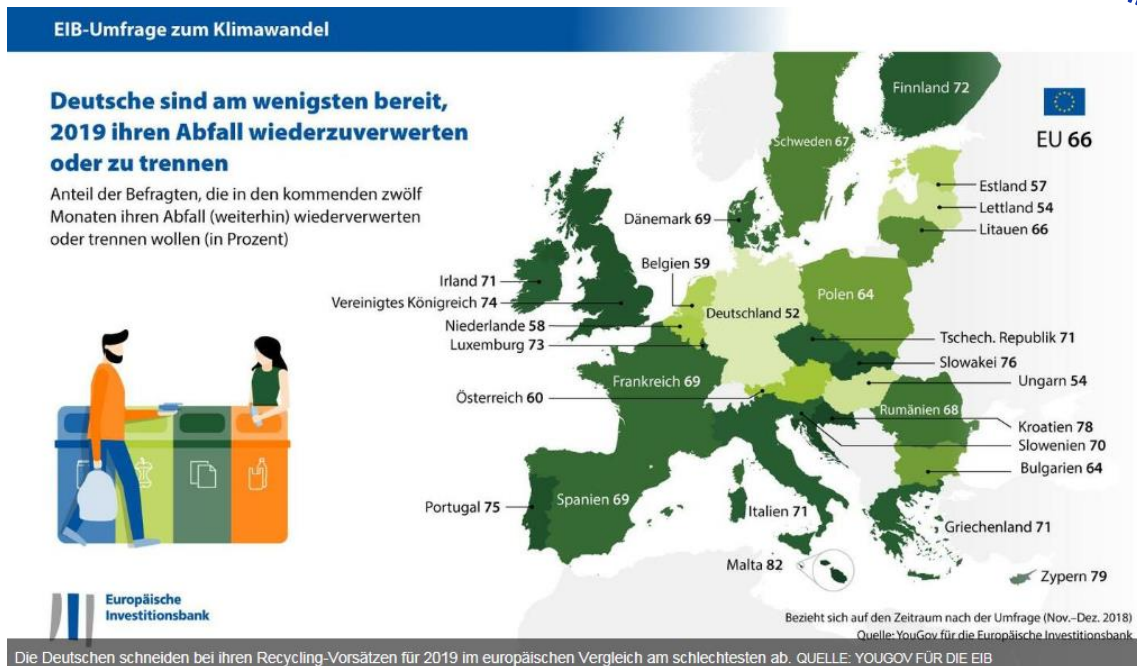 EIB-Umfrage zum Klimawandel
Deutsche sind am wenigsten bereit,
2019 ihren Abfall wiederzuverwerten
oder zu trennen
Anteil der Befragten, die in den kommenden zwölf
Monaten ihren Abfall (weiterhin) wiederverwerten
oder trennen wollen (in Prozent)
EU 66
Finnland 72
Schweden 67
Estland 57
Lettland 54
Litauen 66
Dänemark 69
Belgien 59
Irland 71
Vereinigtes Königreich 74
Niederlande 58
Luxemburg 73
Deutschland 52
Polen 64
Tschech. Republik 71
Slowakei 76
Ungarn 54
Frankreich 69
Österreich 60
Rumänien 68
Kroatien 78
Slowenien 70
Bulgarien 64
Portugal 75
Spanien 69
Italien 71
Griechenland 71
Malta 82
Zypern 79
Europäische
Investitionsbank
Bezieht sich auf den Zeitraum nach der Umfrage (Nov.–Dez. 2018)
Quelle: YouGov für die Europäische Investitionsbank
Die Deutschen schneiden bei ihren Recycling-Vorsätzen für 2019 im europäischen Vergleich am schlechtesten ab. QUELLE: YOUGOV FÜR DIE EIB